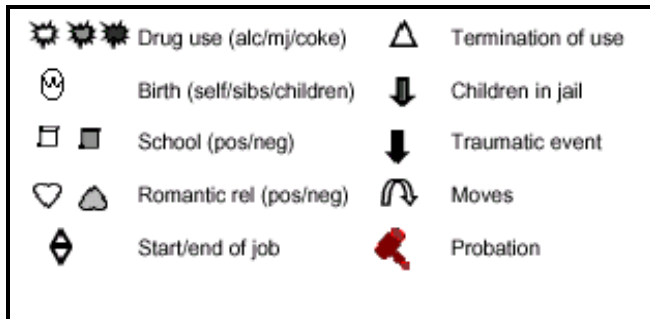 Drug use (alc/mj/coke) Termination of use
Birth (self/sibs/children) Children in jail
School (pos/neg) Traumatic event
Romantic rel (pos/neg) Moves
Start/end of job Probation